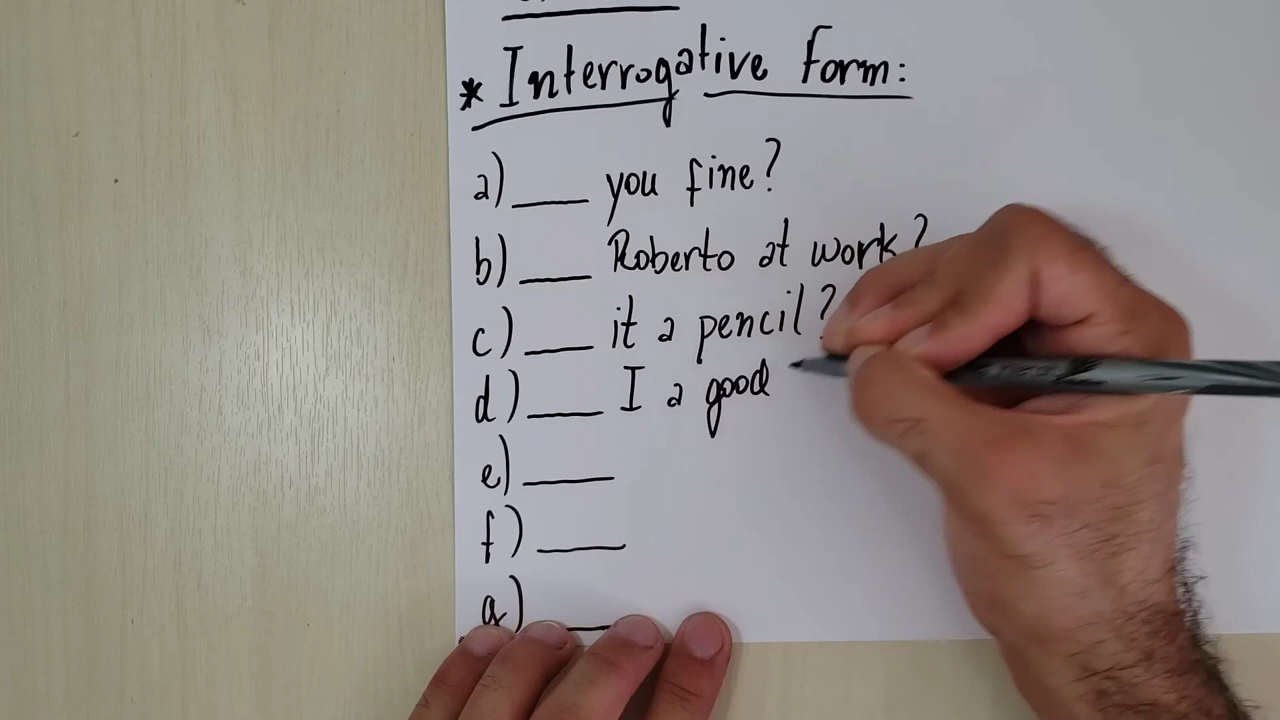 * Interrogative form:
a) ___ you fine?
b) ___ Roberto at work?
c) ___ it a pencil?
d) ___ I a good
e) ___
f) ___
g) ___